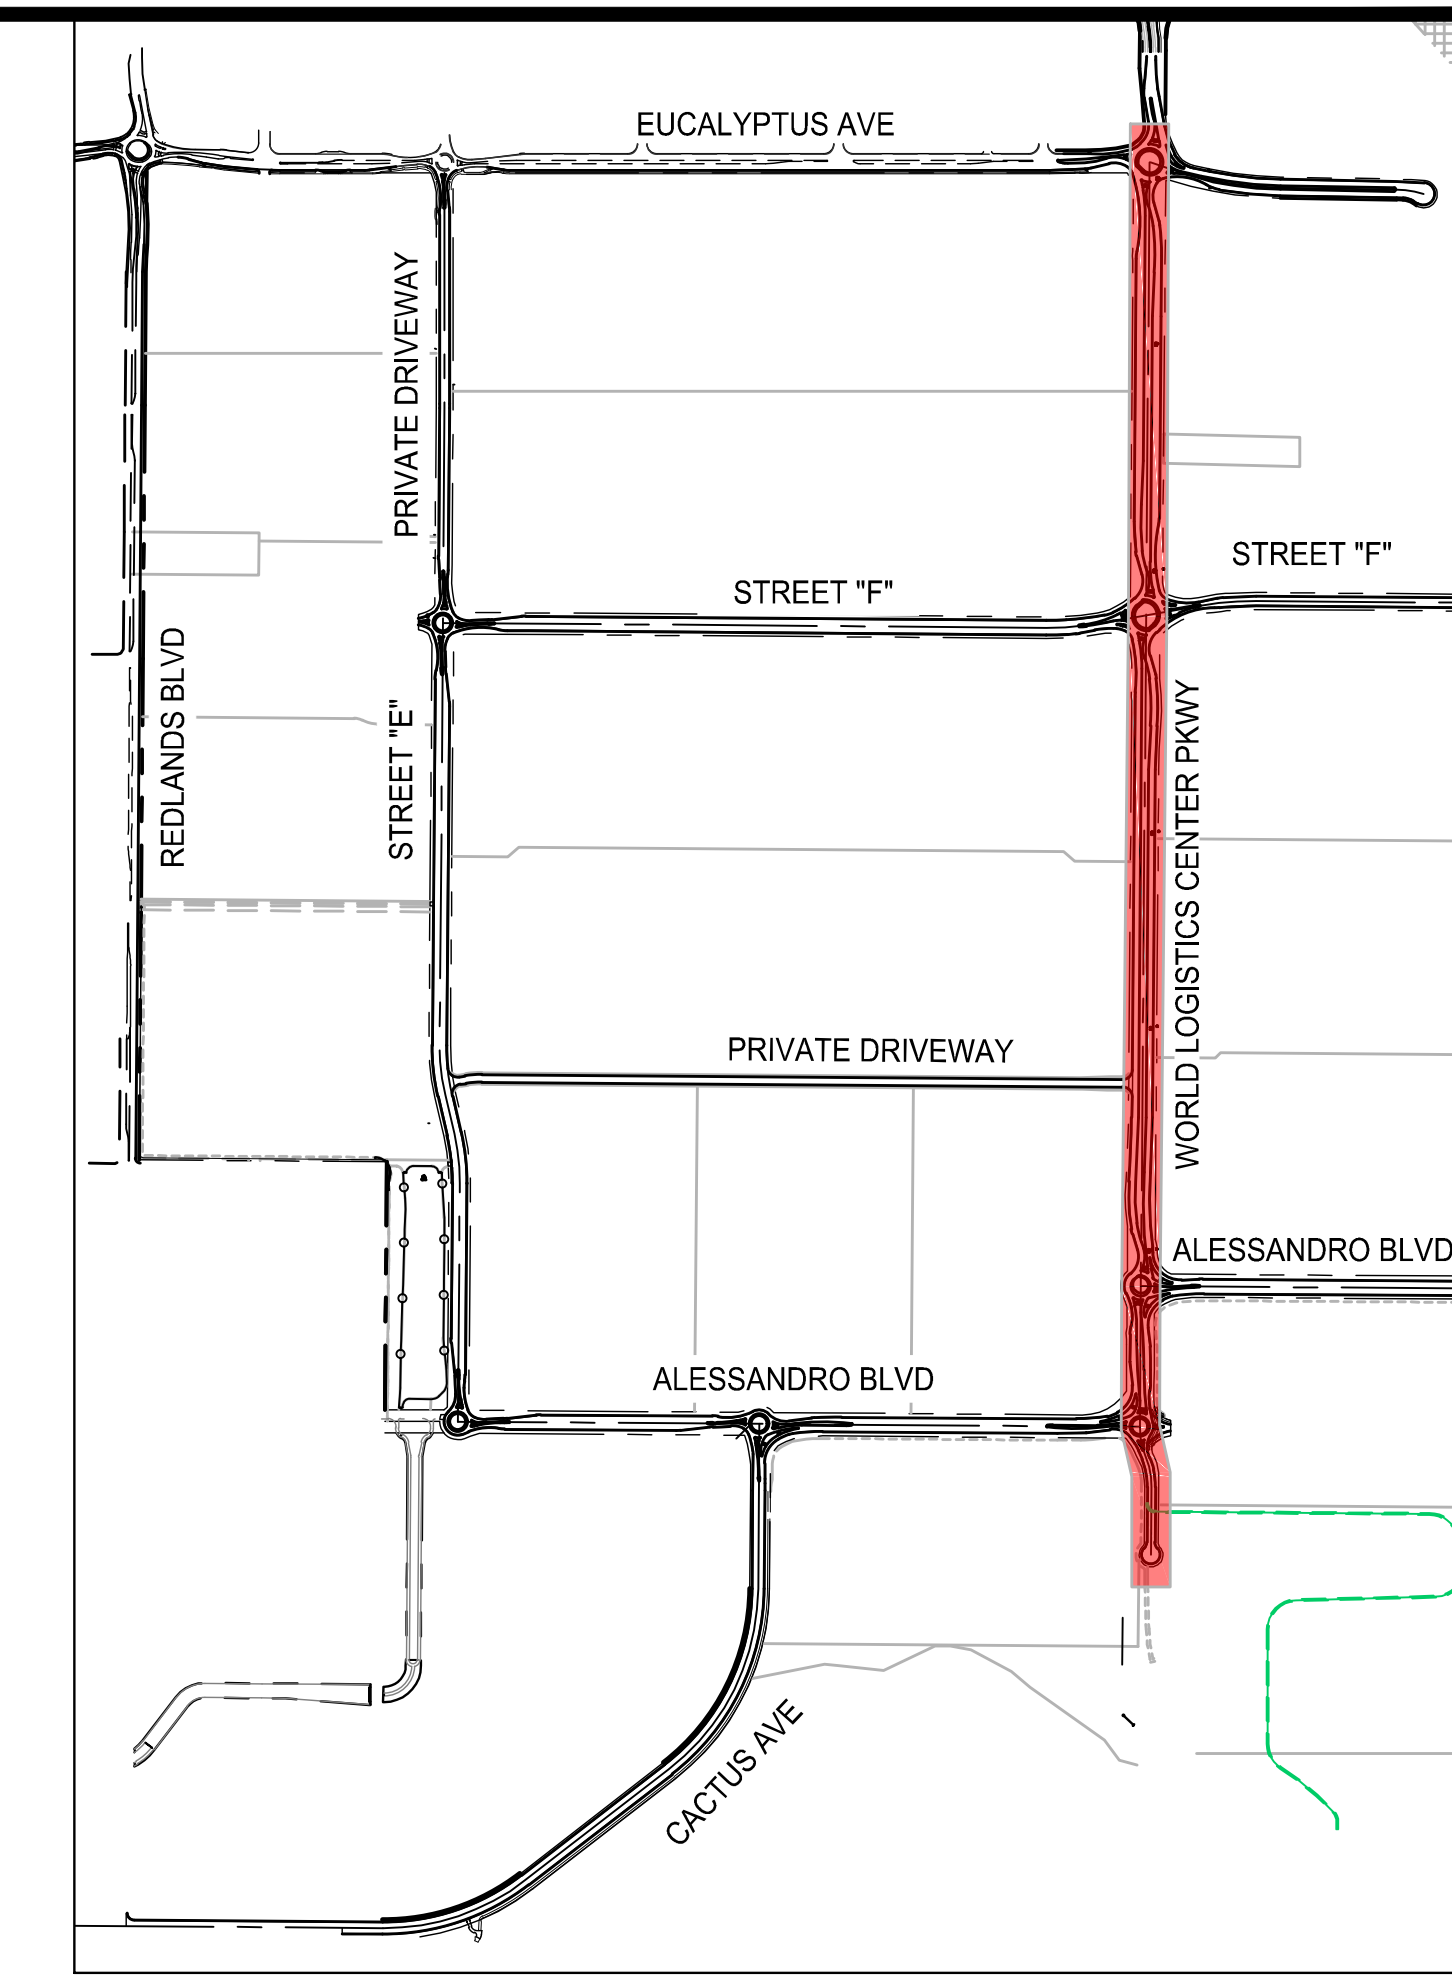 EUCALYPTUS AVE
PRIVATE DRIVEWAY
STREET "F"
STREET "F"
REDLANDS BLVD
STREET "E"
WORLD LOGISTICS CENTER PKWY
PRIVATE DRIVEWAY
ALESSANDRO BLVD
ALESSANDRO BLVD
CACTUS AVE